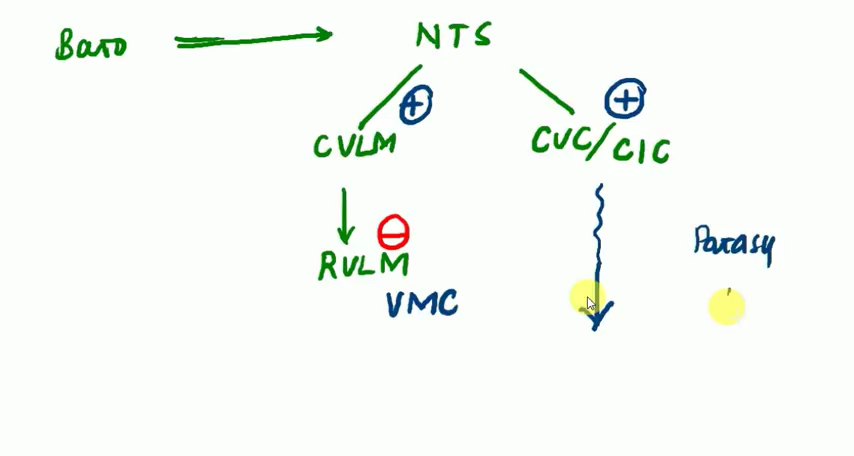 Baro NTS
+ +
CVLM CVC/CIC
−
RVLM Parasy
VMC